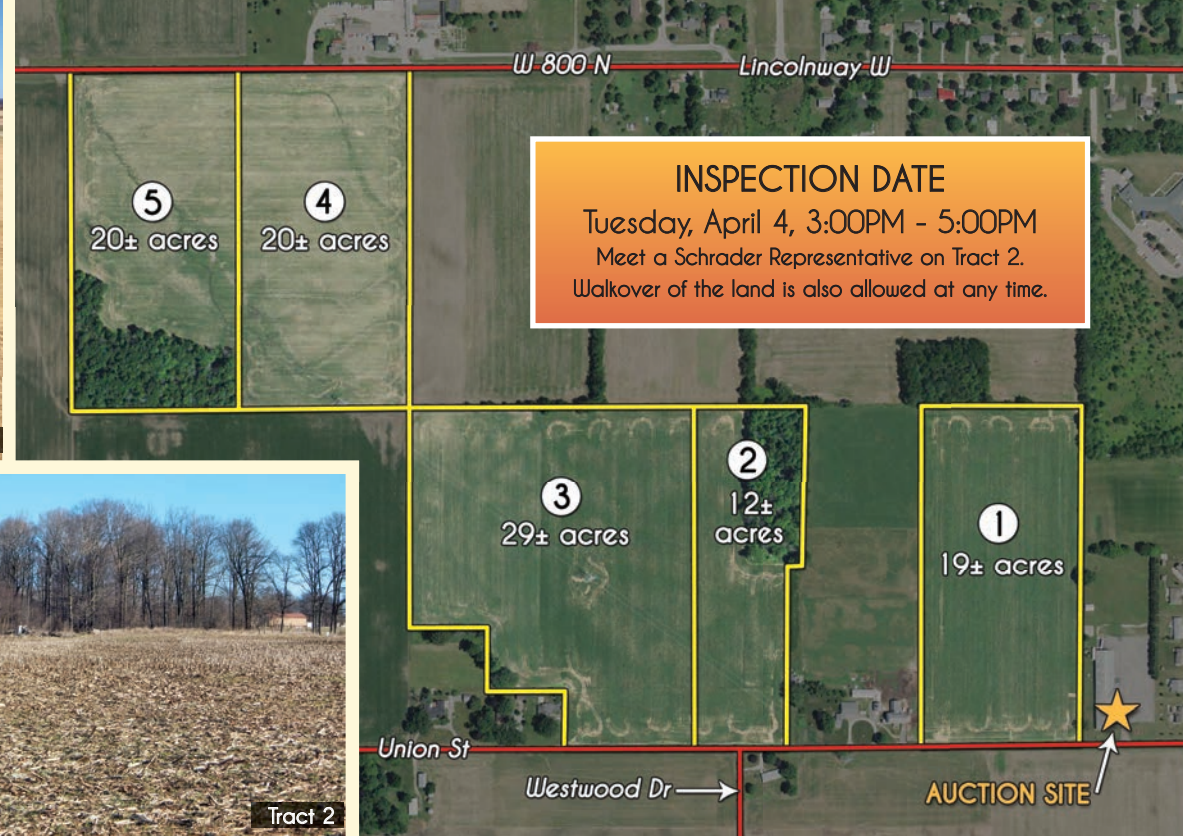 W 800 N
Lincolnway W
INSPECTION DATE
Tuesday, April 4, 3:00PM - 5:00PM
Meet a Schrader Representative on Tract 2.
Walkover of the land is also allowed at any time.
5
20± acres
4
20± acres
3
29± acres
2
12±
acres
1
19± acres
Union St
Westwood Dr
AUCTION SITE
Tract 2